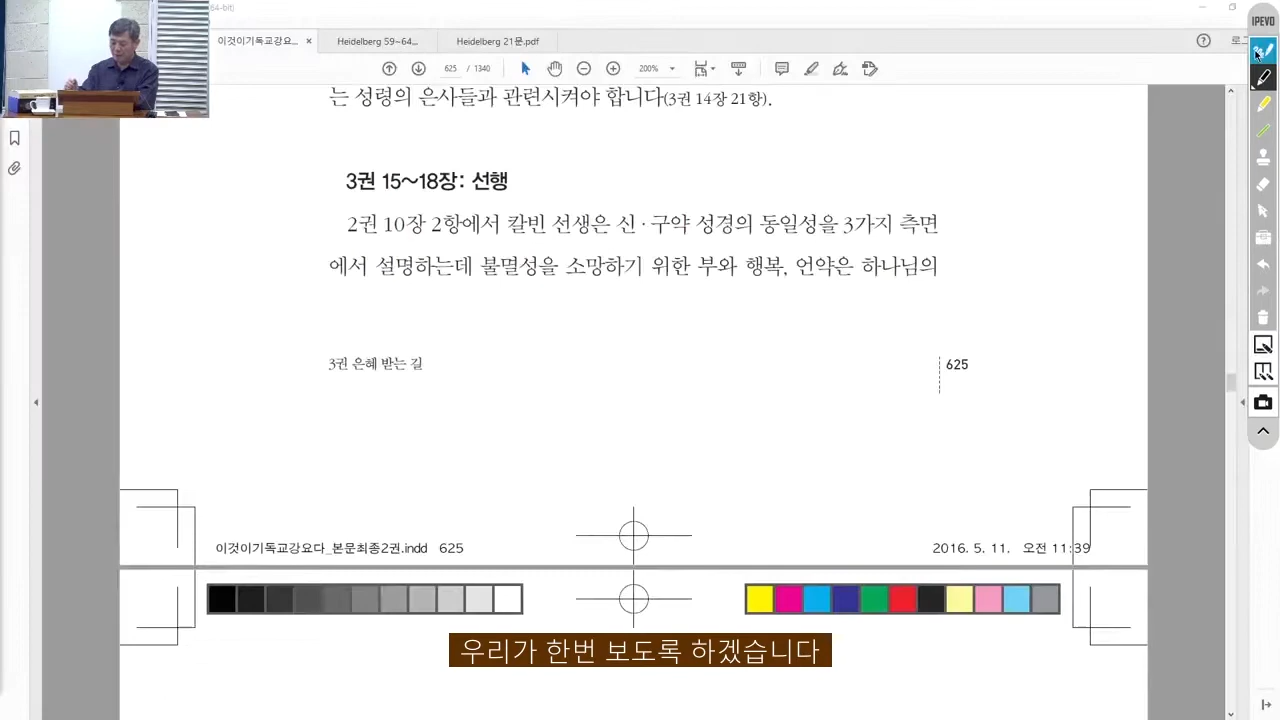 64-bit)
이것이기독교강요... ×
Heidelberg 59~64...
Heidelberg 21문.pdf
625 / 1340
200%
IPEVO
는 성령의 은사들과 관련시켜야 합니다(3권 14장 21항).
3권 15~18장: 선행
2권 10장 2항에서 칼빈 선생은 신·구약 성경의 동일성을 3가지 측면
에서 설명하는데 불멸성을 소망하기 위한 부와 행복, 언약은 하나님의
3권 은혜 받는 길
625
이것이기독교강요다_본문최종2권.indd 625
2016. 5. 11. 오전 11:39
우리가 한번 보도록 하겠습니다